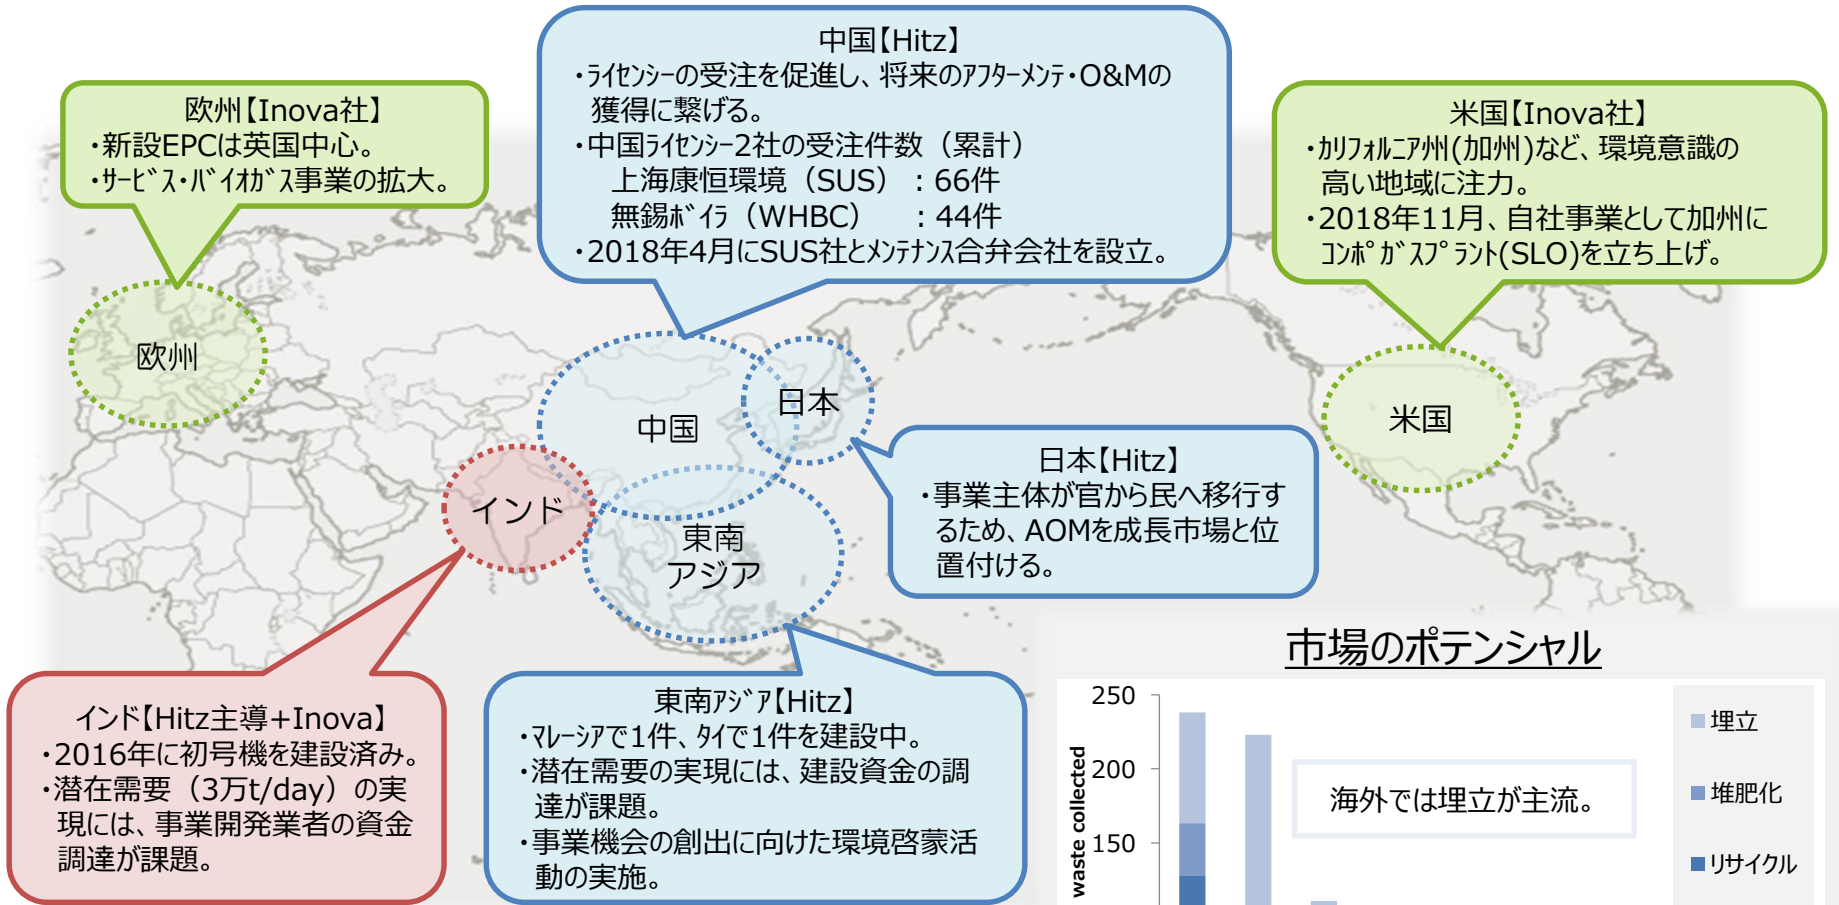 中国【Hitz】
・ライセンシーの受注を促進し、将来のアフターメンテ・O&Mの
獲得に繋げる。
・中国ライセンシー2社の受注件数（累計）
上海康恒環境（SUS）：66件
無錫ボイラ（WHBC）　：44件
・2018年4月にSUS社とメンテナンス合弁会社を設立。
欧州【Inova社】
・新設EPCは英国中心。
・サービス・バイオガス事業の拡大。
米国【Inova社】
・カリフォルニア州(加州)など、環境意識の
高い地域に注力。
・2018年11月、自社事業として加州に
コンポガスプラント(SLO)を立ち上げ。
欧州
中国
日本
米国
インド
東南
アジア
日本【Hitz】
・事業主体が官から民へ移行す
るため、AOMを成長市場と位
置付ける。
インド【Hitz主導+Inova】
・2016年に初号機を建設済み。
・潜在需要（3万t/day）の実
現には、事業開発業者の資金
調達が課題。
東南アジア【Hitz】
・マレーシアで1件、タイで1件を建設中。
・潜在需要の実現には、建設資金の調
達が課題。
・事業機会の創出に向けた環境啓蒙活
動の実施。
市場のポテンシャル
250
200
150
waste collected
海外では埋立が主流。
埋立
堆肥化
リサイクル